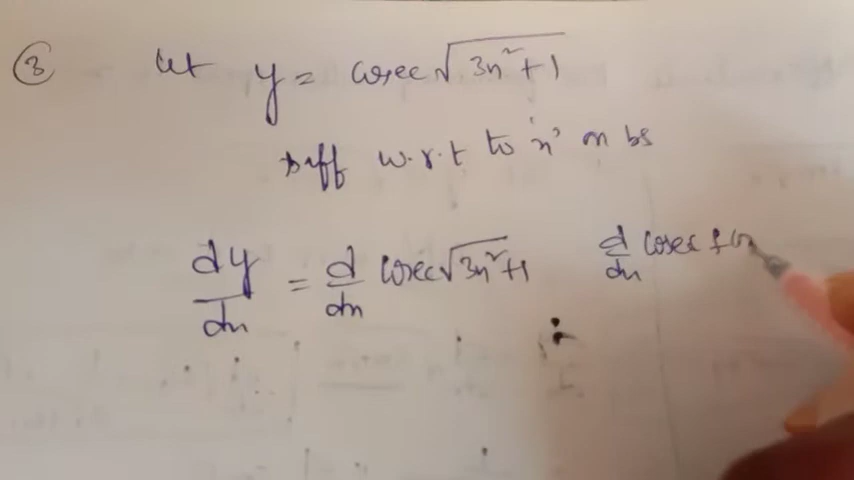 ③ Let y = cosec√(3x²+1)
Diff w.r.t to 'x' on bs
dy/dx = d/dx cosec√(3x²+1) d/dx cosec f(x)